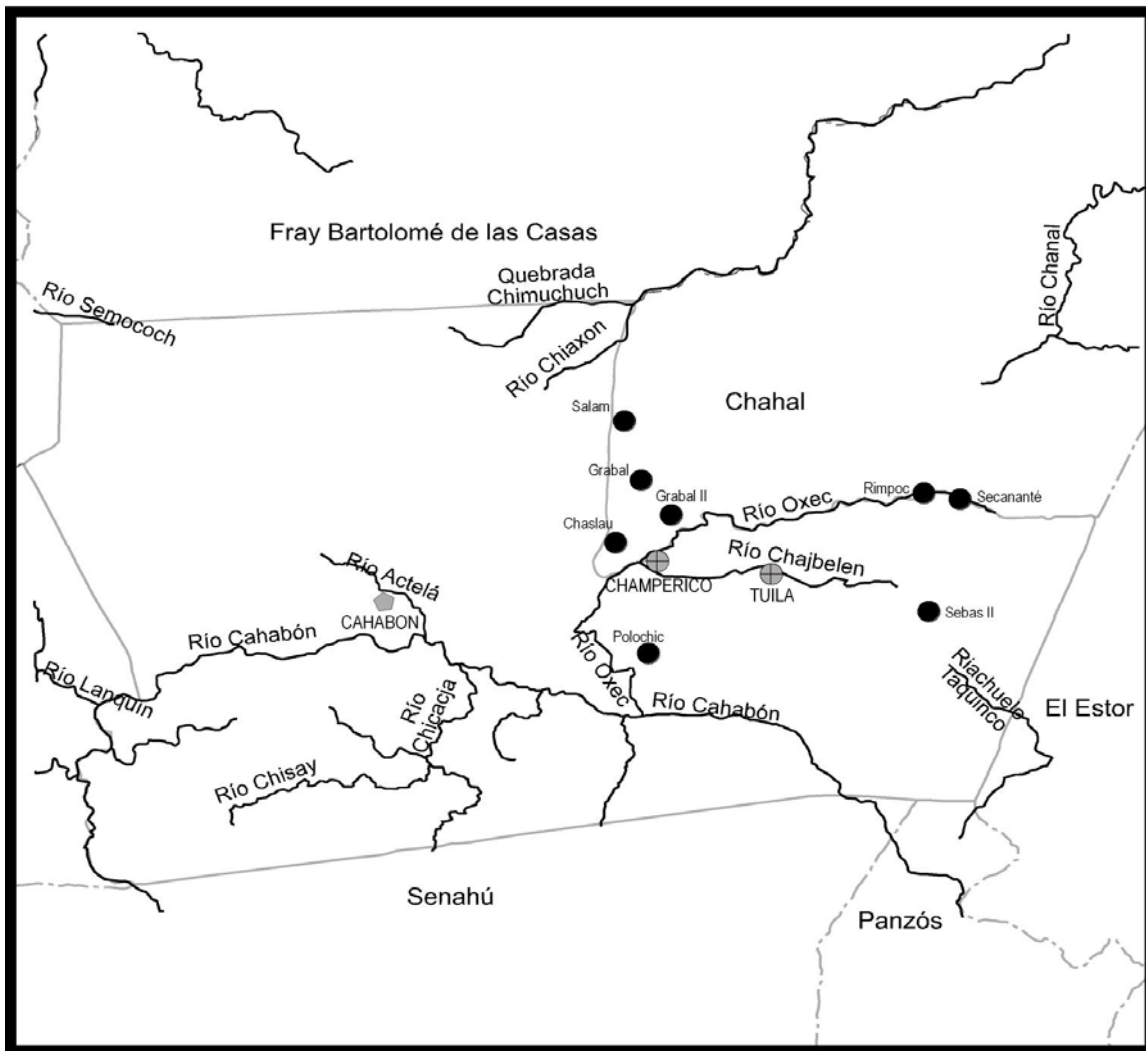 Fray Bartolomé de las Casas
Quebrada
Chimuchuch
Río Chanal
Río Semococh
Río Chiaxon
Chahal
Salam
Grabal
Grabal II
Rimpoc
Secananté
Río Oxec
Chaslau
Río Chajbelen
CHAMPERICO
TUILA
Río Actelá
CAHABON
Sebas II
Río Cahabón
Polochic
Río Oxec
Río Lanquin
Río
Chicacja
Río Cahabón
Riachuelo
Taquinco
El Estor
Río Chisay
Senahú
Panzós